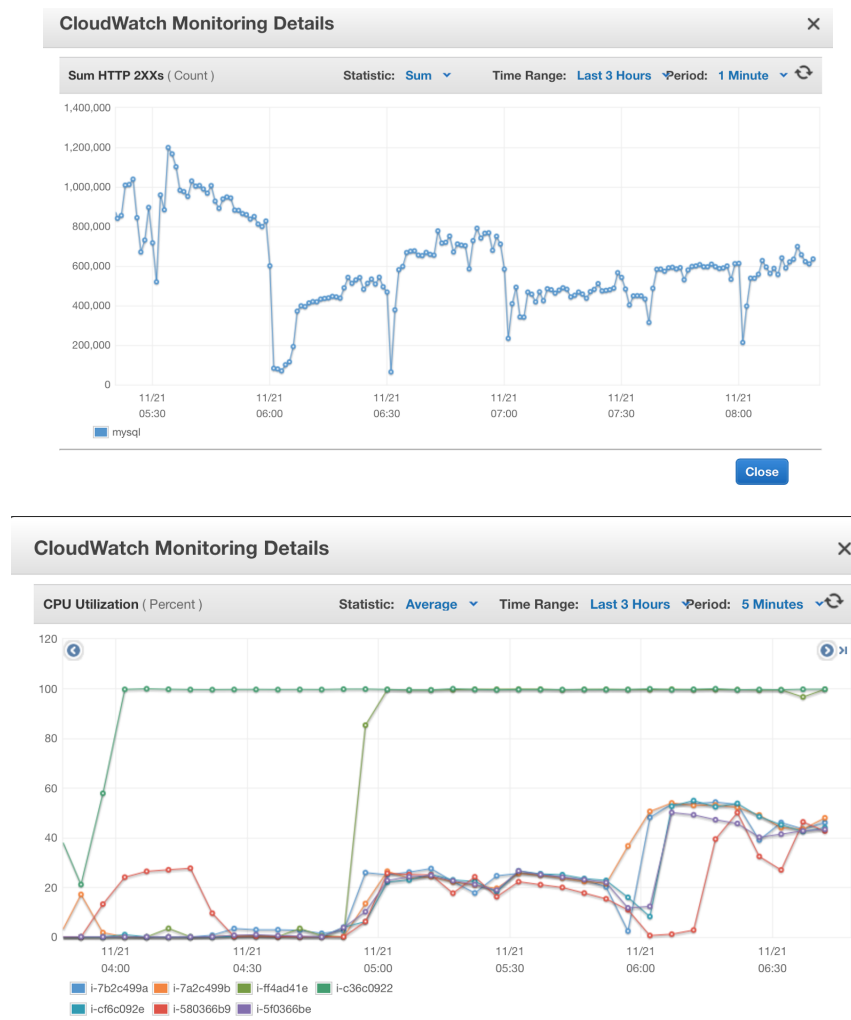 CloudWatch Monitoring Details
Sum HTTP 2XXs ( Count ) Statistic: Sum Time Range: Last 3 Hours Period: 1 Minute
1,400,000
1,200,000
1,000,000
800,000
600,000
400,000
200,000
0
11/21 11/21 11/21 11/21 11/21 11/21
05:30 06:00 06:30 07:00 07:30 08:00
mysql
Close
CloudWatch Monitoring Details
CPU Utilization ( Percent ) Statistic: Average Time Range: Last 3 Hours Period: 5 Minutes
120
100
80
60
40
20
0
11/21 11/21 11/21 11/21 11/21 11/21
04:00 04:30 05:00 05:30 06:00 06:30
i-7b2c499a i-7a2c499b i-ff4ad41e i-c36c0922
i-cf6c092e i-580366b9 i-5f0366be